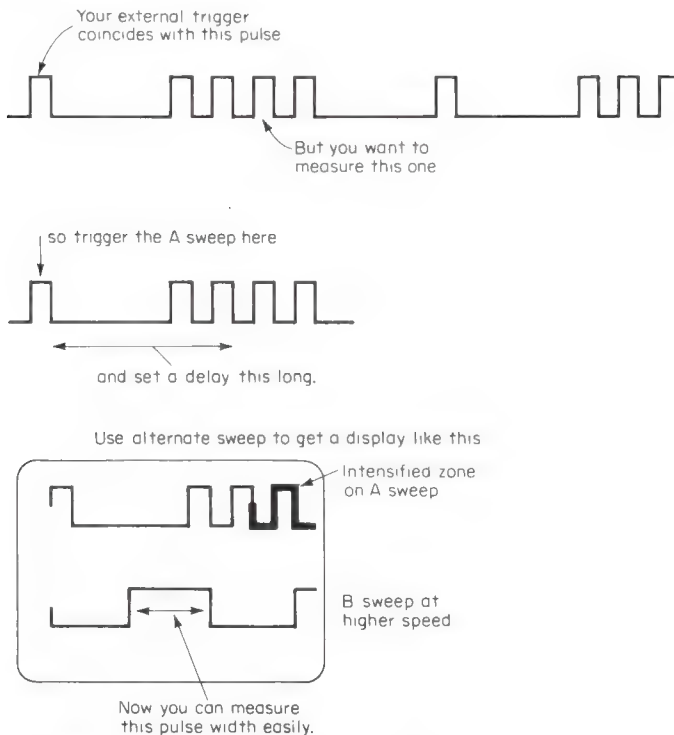 Your external trigger
coincides with this pulse
But you want to
measure this one
so trigger the A sweep here
and set a delay this long.
Use alternate sweep to get a display like this
Intensified zone
on A sweep
B sweep at
higher speed
Now you can measure
this pulse width easily.